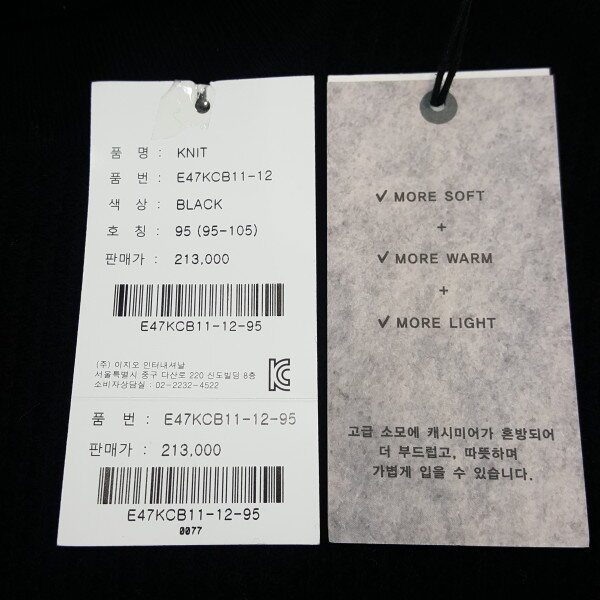 품 명 : KNIT
품 번 : E47KCB11-12
색 상 : BLACK
호 칭 : 95 (95-105)
판매가 : 213,000
E47KCB11-12-95
(주) 이지오 인터내셔날
서울특별시 중구 다산로 220 신도빌딩 8층
소비자상담실 : 02-2232-4522
품 번 : E47KCB11-12-95
판매가 : 213,000
E47KCB11-12-95
0077
✓ MORE SOFT
+
✓ MORE WARM
+
✓ MORE LIGHT
고급 소모에 캐시미어가 혼방되어
더 부드럽고, 따뜻하며
가볍게 입을 수 있습니다.